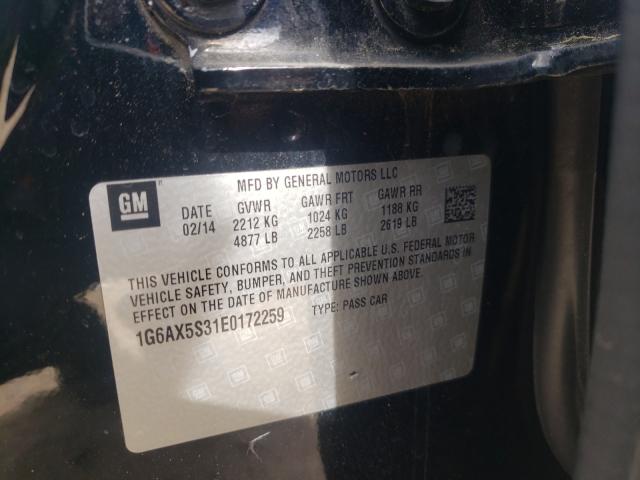 MFD BY GENERAL MOTORS LLC
GM
DATE GVWR GAWR FRT GAWR RR
02/14 2212 KG 1024 KG 1188 KG
4877 LB 2258 LB 2619 LB
THIS VEHICLE CONFORMS TO ALL APPLICABLE U.S. FEDERAL MOTOR
VEHICLE SAFETY, BUMPER, AND THEFT PREVENTION STANDARDS IN
EFFECT ON THE DATE OF MANUFACTURE SHOWN ABOVE.
1G6AX5S31E0172259 TYPE: PASS CAR